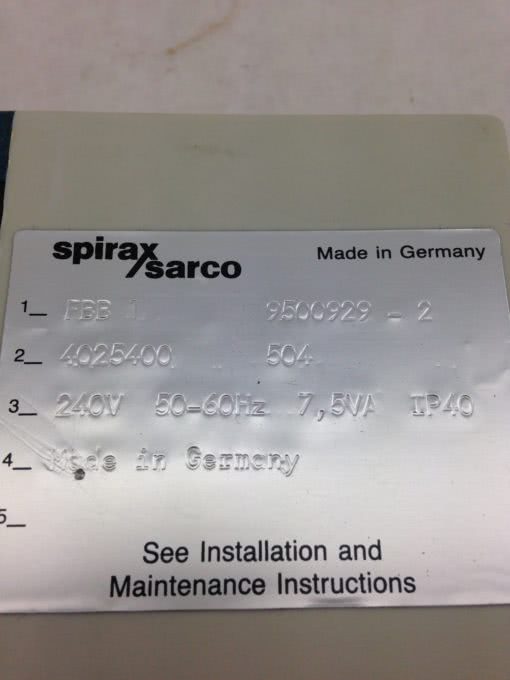 spirax
sarco
Made in Germany
1_ FBB 1 9500929 - 2
2_ 4025400 504
3_ 240V 50-60Hz 7,5VA IP40
4_ Made in Germany
5_
See Installation and
Maintenance Instructions